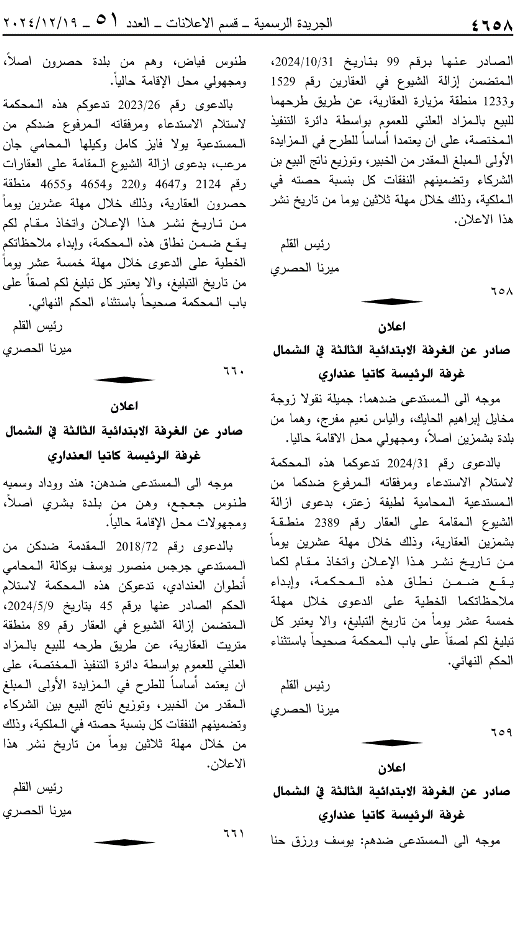 ٤٦٥٨
الجريدة الرسمية – قسم الاعلانات – العدد ٥١ – ٢٠٢٤/١٢/١٩
الصادر عنها برقم 99 بتاريخ 2024/10/31،
المتضمن إزالة الشيوع في العقارين رقم 1529
و1233 منطقة مزيارة العقارية، عن طريق طرحهما
للبيع بالمزاد العلني للعموم بواسطة دائرة التنفيذ
المختصة، على ان يعتمدا أساساً للطرح في المزايدة
الأولى المبلغ المقدر من الخبير، وتوزيع ناتج البيع بن
الشركاء وتضمينهم النفقات كل بنسبة حصته في
الملكية، وذلك خلال مهلة ثلاثين يوما من تاريخ نشر
هذا الاعلان.
رئيس القلم
ميرنا الحصري
٦٥٨
اعلان
صادر عن الغرفة الابتدائية الثالثة في الشمال
غرفة الرئيسة كاتيا عنداري
موجه الى المستدعى ضدهما: جميلة نقولا زوجة
مخايل إبراهيم الحايك، والياس نعيم مفرج، وهما من
بلدة بشمزين اصلاً، ومجهولي محل الاقامة حاليا.
بالدعوى رقم 2024/31 تدعوكما هذه المحكمة
لاستلام الاستدعاء ومرفقاته المرفوع ضدكما من
المستدعية المحامية لطيفة زعتر، بدعوى ازالة
الشيوع المقامة على العقار رقم 2389 منطقة
بشمزين العقارية، وذلك خلال مهلة عشرين يوماً
من تاريخ نشر هذا الإعلان واتخاذ مقام لكما
يقع ضمن نطاق هذه المحكمة، وإبداء
ملاحظاتكما الخطية على الدعوى خلال مهلة
خمسة عشر يوماً من تاريخ التبليغ، والا يعتبر كل
تبليغ لكم لصقاً على باب المحكمة صحيحاً باستثناء
الحكم النهائي.
رئيس القلم
ميرنا الحصري
٦٥٩
اعلان
صادر عن الغرفة الابتدائية الثالثة في الشمال
غرفة الرئيسة كاتيا عنداري
موجه الى المستدعى ضدهم: يوسف ورزق حنا
طنوس فياض، وهم من بلدة حصرون اصلاً،
ومجهولي محل الإقامة حالياً.
بالدعوى رقم 2023/26 تدعوكم هذه المحكمة
لاستلام الاستدعاء ومرفقاته المرفوع ضدكم من
المستدعية يولا فايز كامل وكيلها المحامي جان
مرعب، بدعوى ازالة الشيوع المقامة على العقارات
رقم 2124 و4647 و220 و4654 و4655 منطقة
حصرون العقارية، وذلك خلال مهلة عشرين يوماً
من تاريخ نشر هذا الإعلان واتخاذ مقام لكم
يقع ضمن نطاق هذه المحكمة، وإبداء ملاحظاتكم
الخطية على الدعوى خلال مهلة خمسة عشر يوماً
من تاريخ التبليغ، والا يعتبر كل تبليغ لكم لصقاً على
باب المحكمة صحيحاً باستثناء الحكم النهائي.
رئيس القلم
ميرنا الحصري
٦٦٠
اعلان
صادر عن الغرفة الابتدائية الثالثة في الشمال
غرفة الرئيسة كاتيا العنداري
موجه الى المستدعى ضدهن: هند ووداد وسميه
طنوس جعجع، وهن من بلدة بشري اصلاً،
ومجهولات محل الإقامة حالياً.
بالدعوى رقم 2018/72 المقدمة ضدكن من
المستدعي جرجس منصور يوسف بوكالة المحامي
أنطوان العندادي، تدعوكن هذه المحكمة لاستلام
الحكم الصادر عنها برقم 45 بتاريخ 2024/5/9،
المتضمن إزالة الشيوع في العقار رقم 89 منطقة
متريت العقارية، عن طريق طرحه للبيع بالمزاد
العلني للعموم بواسطة دائرة التنفيذ المختصة، على
ان يعتمد أساساً للطرح في المزايدة الأولى المبلغ
المقدر من الخبير، وتوزيع ناتج البيع بين الشركاء
وتضمينهم النفقات كل بنسبة حصته في الملكية، وذلك
من خلال مهلة ثلاثين يوماً من تاريخ نشر هذا
الاعلان.
رئيس القلم
ميرنا الحصري
٦٦١